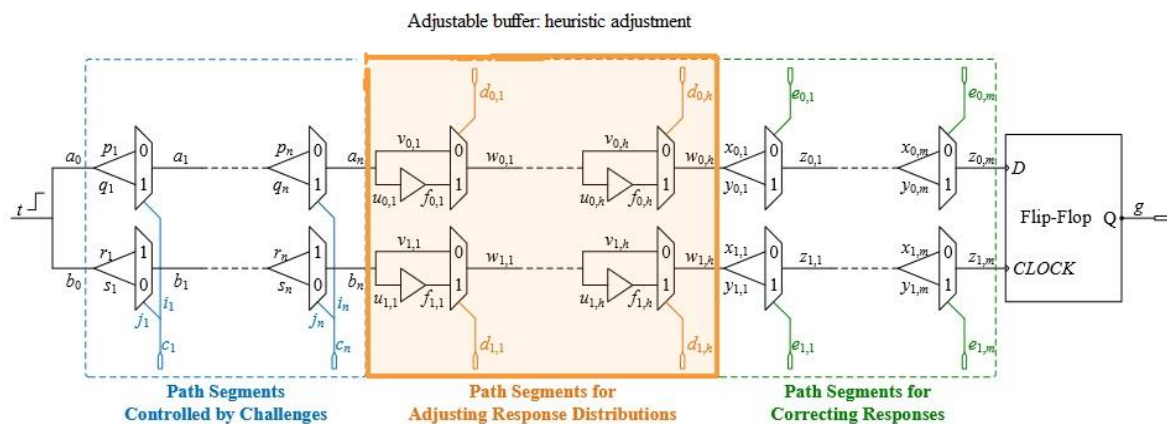 Adjustable buffer: heuristic adjustment
d0,1 d0,h e0,1 e0,m
a0 p1 0 a1 pn 0 an v0,1 0 w0,1 v0,h 0 w0,h x0,1 0 z0,1 x0,m 0 z0,m D
q1 1 qn 1 u0,1 f0,1 1 u0,h f0,h 1 y0,1 1 y0,m 1
t Flip-Flop Q g
b0 r1 1 b1 rn 1 bn v1,1 0 w1,1 v1,h 0 w1,h x1,1 0 z1,1 x1,m 0 z1,m CLOCK
s1 0 sn 0 u1,1 f1,1 1 u1,h f1,h 1 y1,1 1 y1,m 1
j1 i1 jn in
c1 cn d1,1 d1,h e1,1 e1,m
Path Segments Path Segments for Path Segments for
Controlled by Challenges Adjusting Response Distributions Correcting Responses